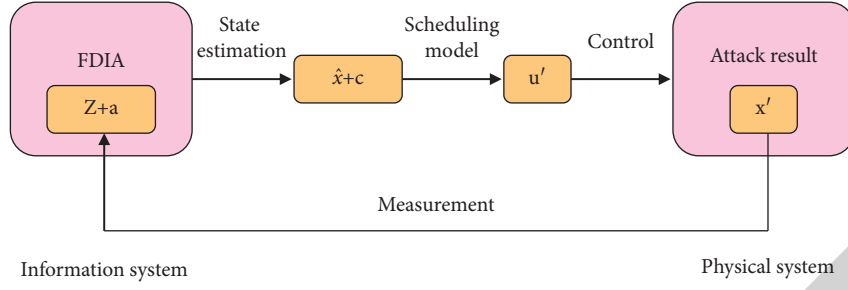 FDIA
Z+a
State
estimation
x̂+c
Scheduling
model
u′
Control
Attack result
x′
Measurement
Information system
Physical system